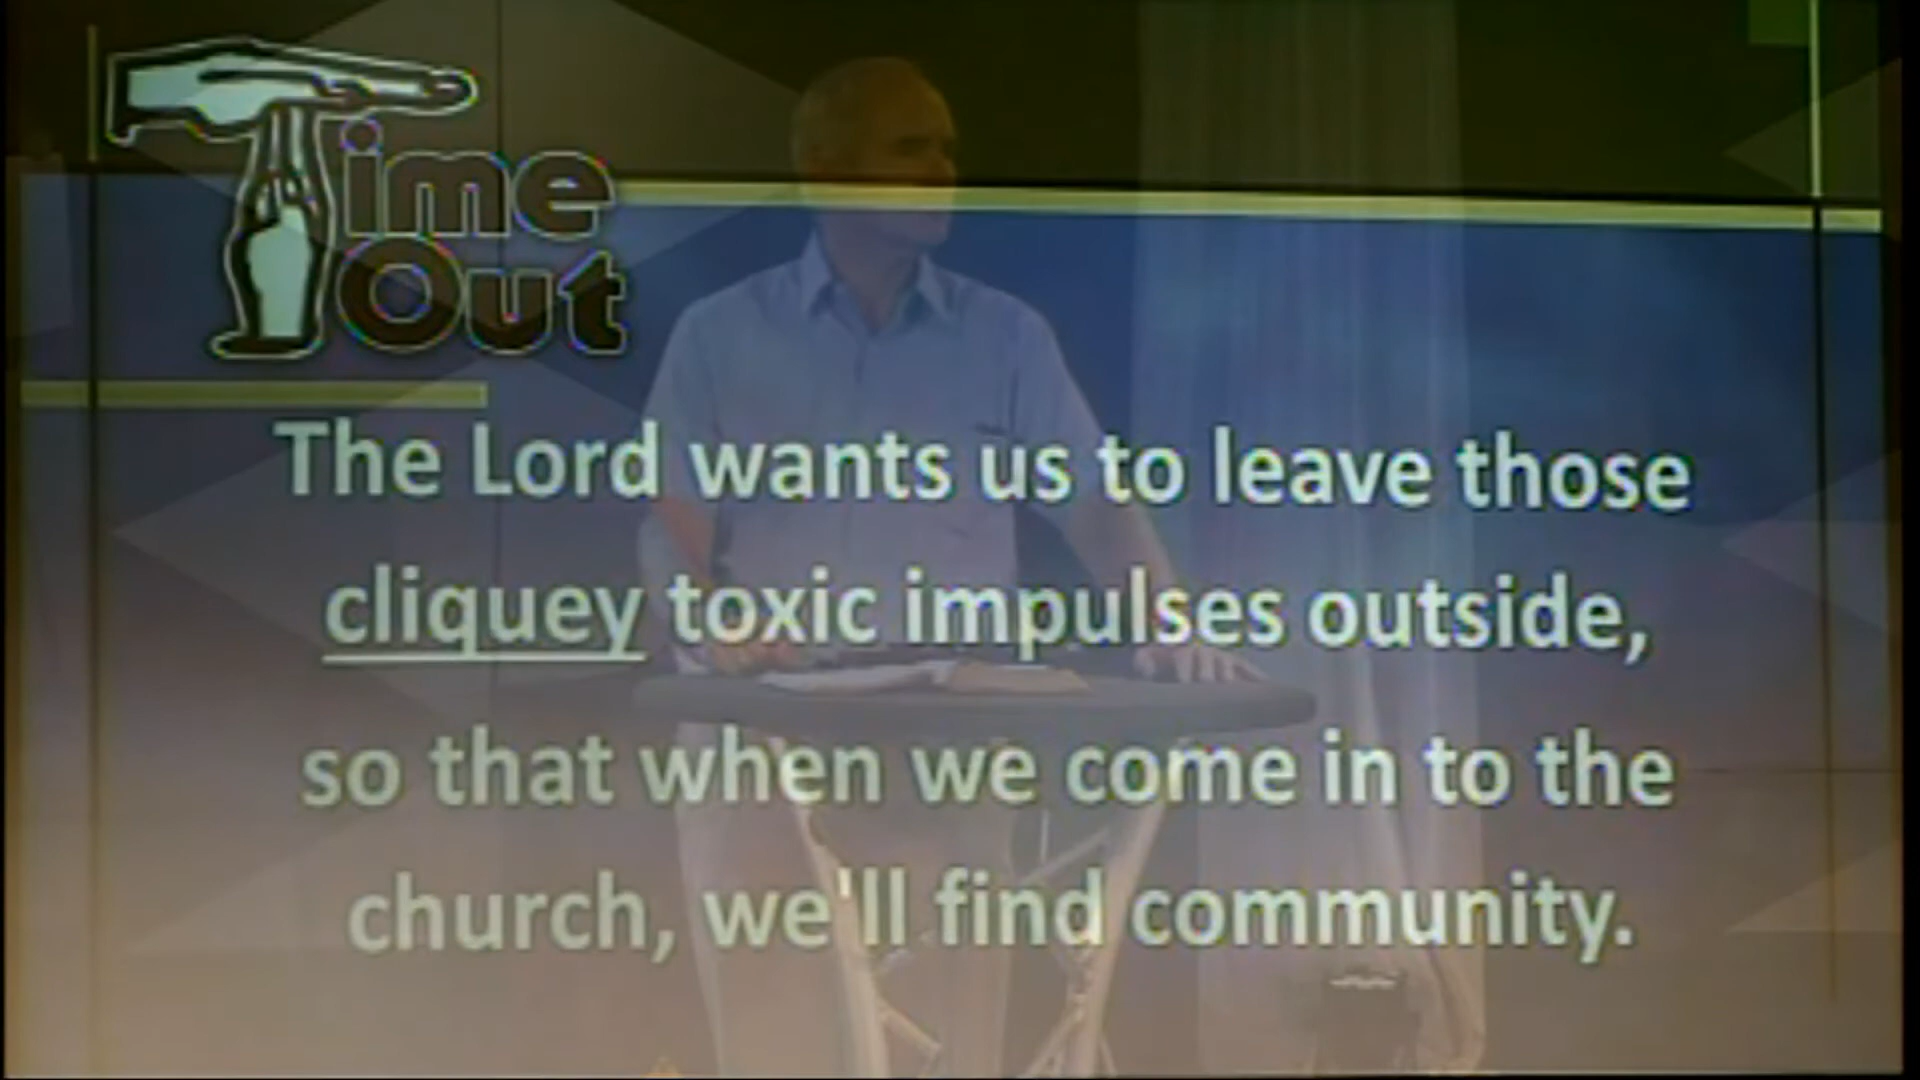 Time
Out
The Lord wants us to leave those
cliquey toxic impulses outside,
so that when we come in to the
church, we'll find community.